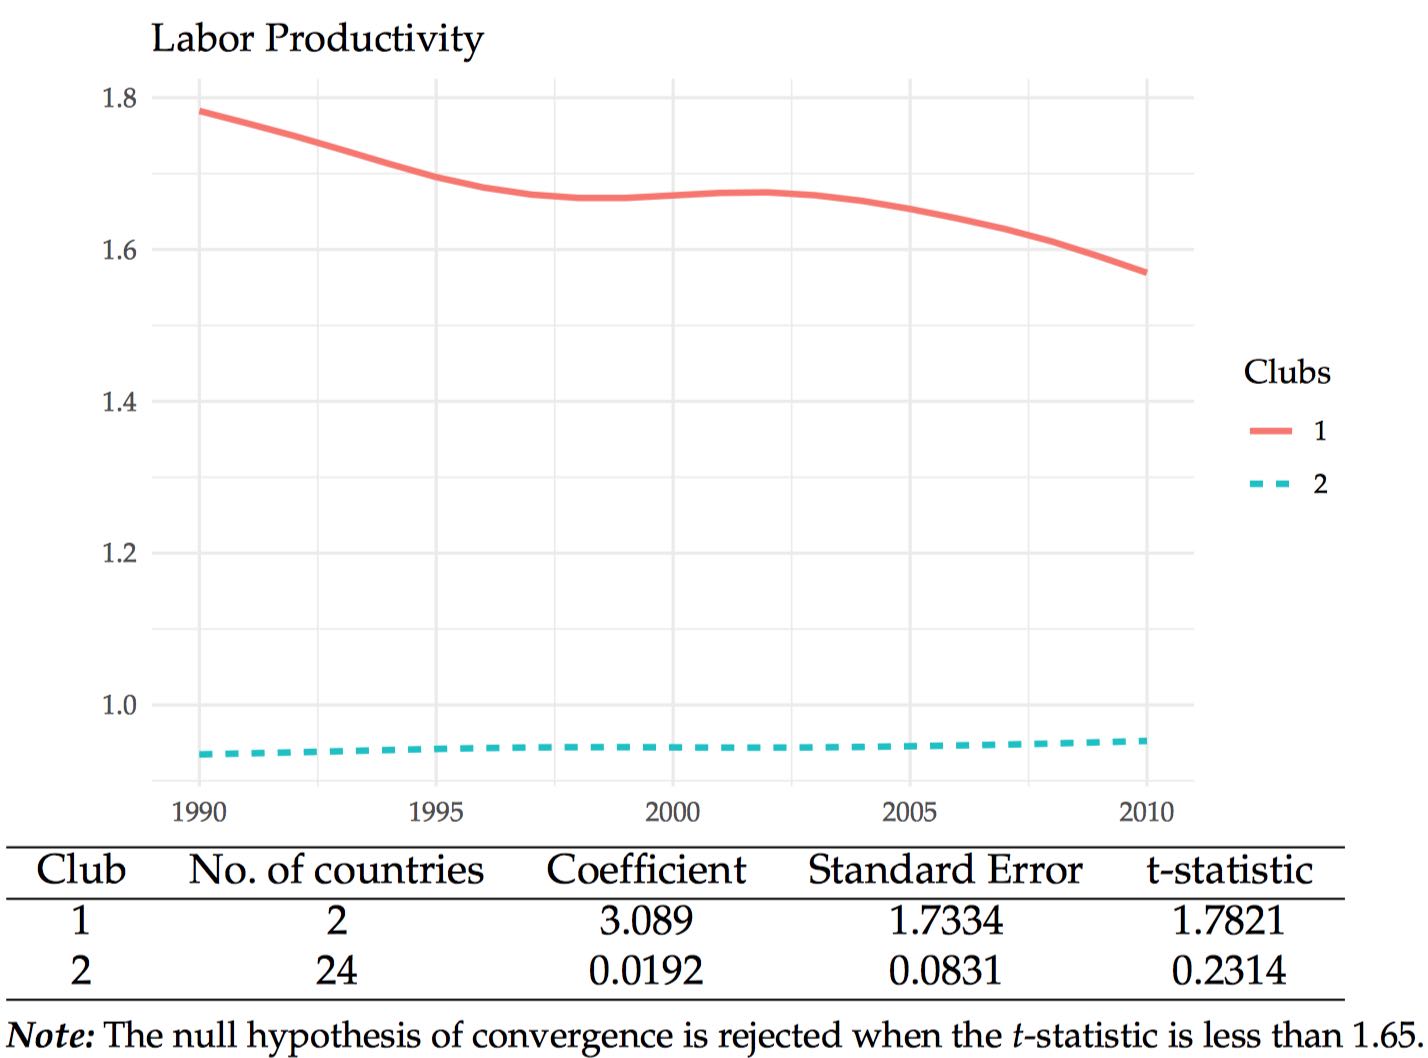 Labor Productivity
1.8
1.6
1.4
1.2
1.0
1990 1995 2000 2005 2010
Clubs
1
2
Club No. of countries Coefficient Standard Error t-statistic
1 2 3.089 1.7334 1.7821
2 24 0.0192 0.0831 0.2314
Note: The null hypothesis of convergence is rejected when the t-statistic is less than 1.65.